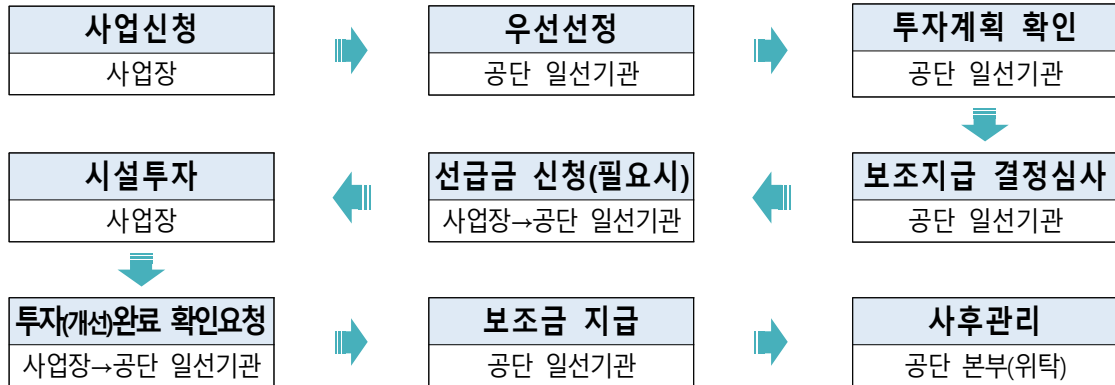 사업신청
사업장
우선선정
공단 일선기관
투자계획 확인
공단 일선기관
보조지급 결정심사
공단 일선기관
선급금 신청(필요시)
사업장→공단 일선기관
시설투자
사업장
투자(개선)완료 확인요청
사업장→공단 일선기관
보조금 지급
공단 일선기관
사후관리
공단 본부(위탁)